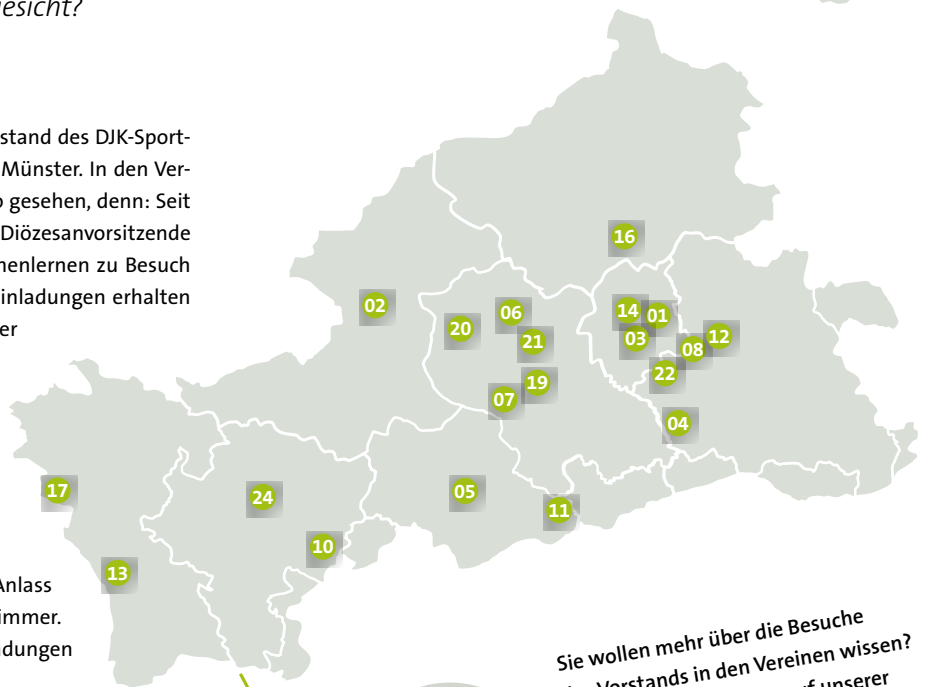 gesicht?
stand des DJK-Sport-
Münster. In den Ver-
gesehen, denn: Seit
Diözesanvorsitzende
nenlernen zu Besuch
inladungen erhalten
er
Anlass
immer.
dungen
16
02
14
01
06
20
03
12
21
08
22
19
07
04
17
24
05
11
10
13
Sie wollen mehr über die Besuche
Vorstands in den Vereinen wissen?
unserer